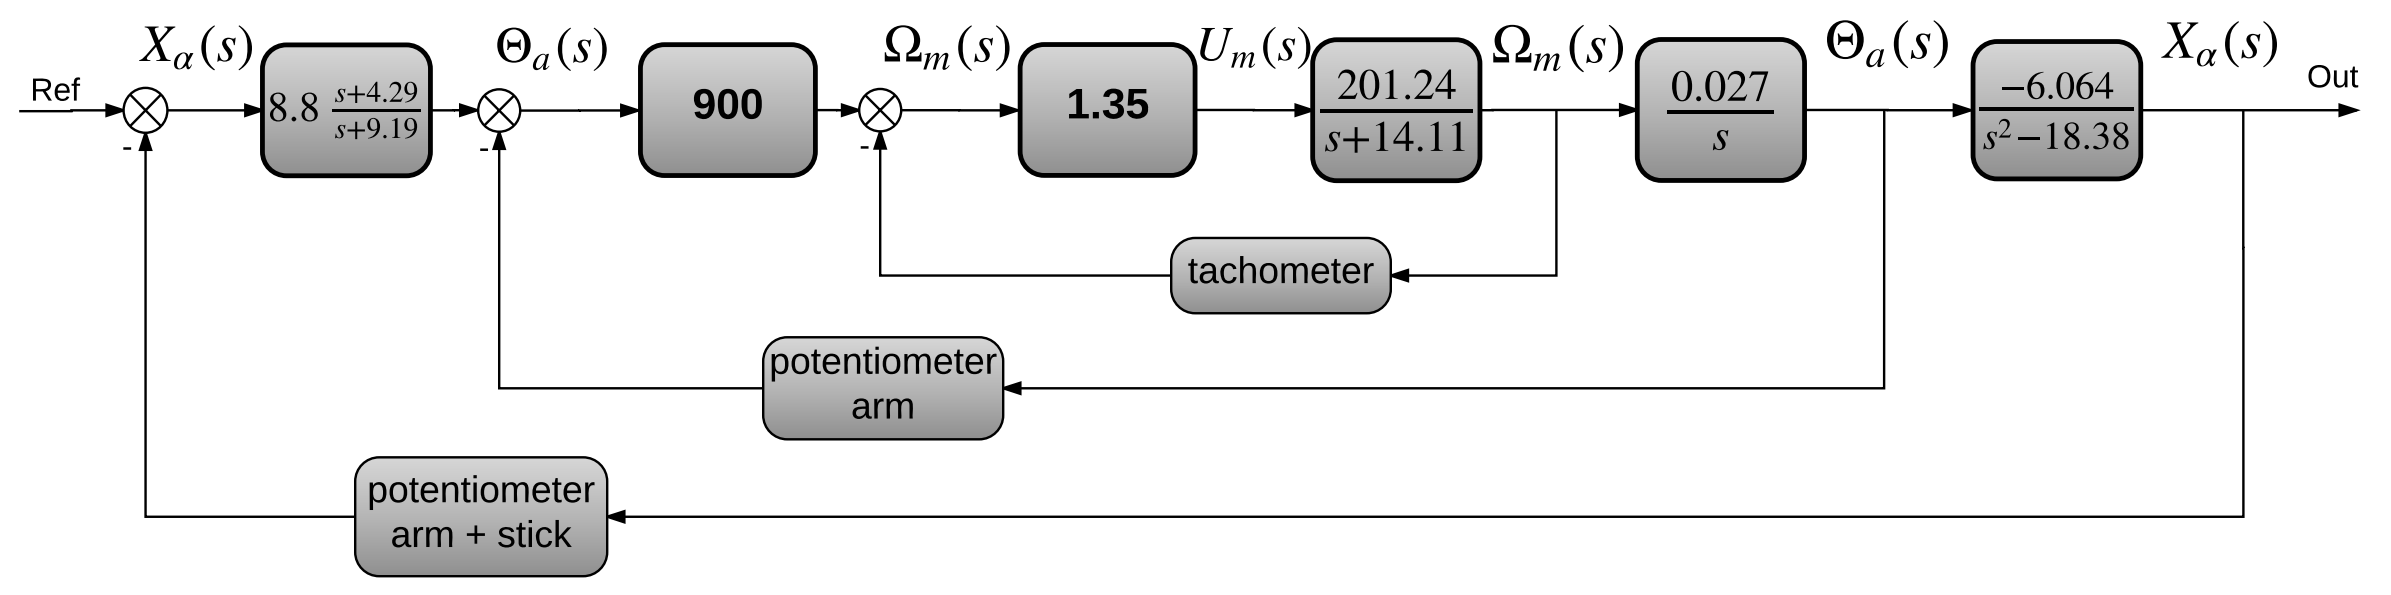 Ref
Xα(s)
8.8 s+4.29
s+9.19
Θa(s)
900
Ωm(s)
1.35
Um(s)
201.24
s+14.11
Ωm(s)
0.027
s
Θa(s)
−6.064
s²−18.38
Xα(s)
Out
-
-
-
tachometer
potentiometer
arm
potentiometer
arm + stick